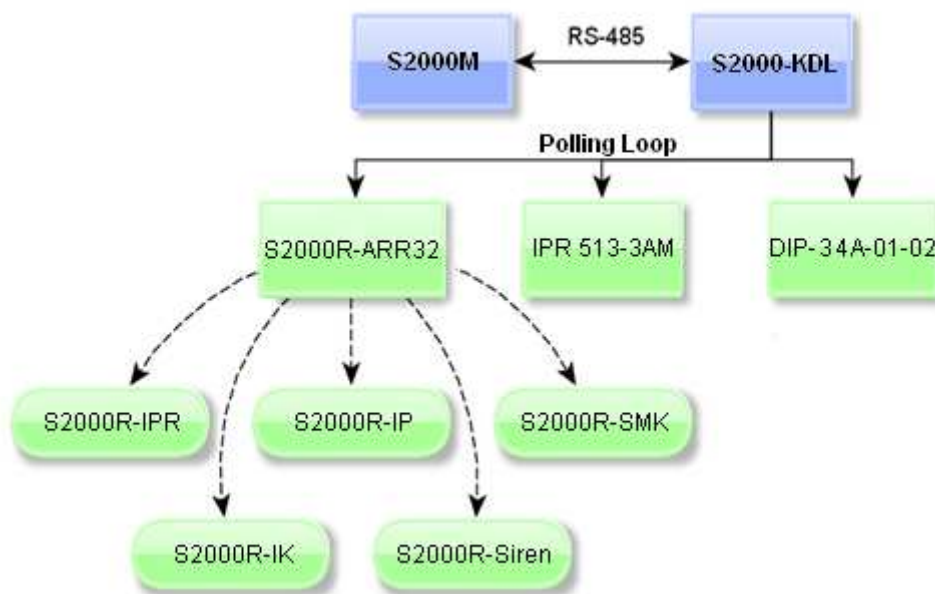 S2000M
RS-485
S2000-KDL
Polling Loop
S2000R-ARR32
IPR 513-3AM
DIP-34A-01-02
S2000R-IPR
S2000R-IP
S2000R-SMK
S2000R-IK
S2000R-Siren